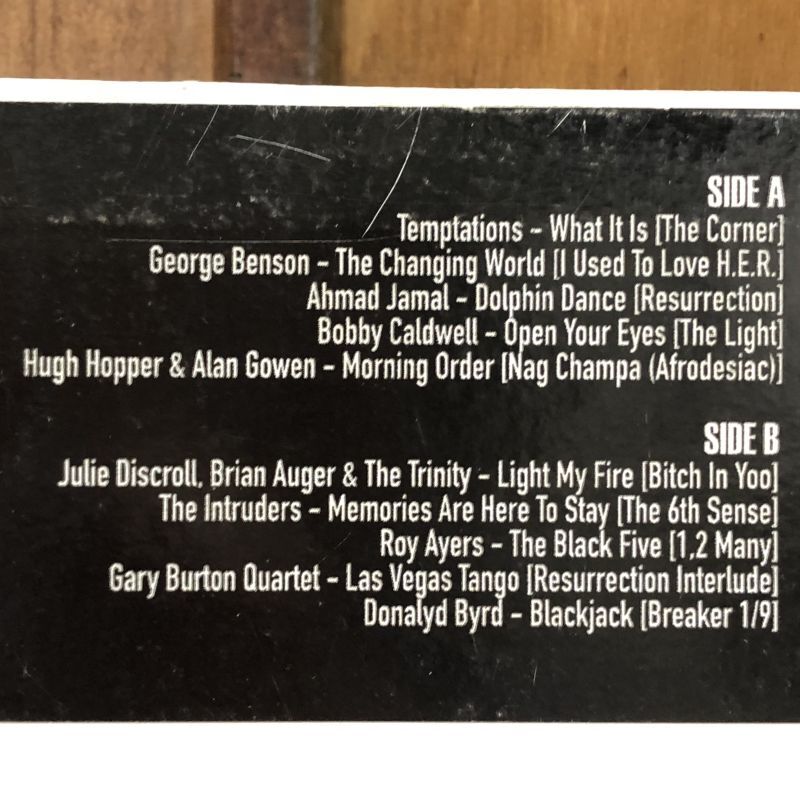 SIDE A
Temptations - What It Is [The Corner]
George Benson - The Changing World [I Used To Love H.E.R.]
Ahmad Jamal - Dolphin Dance [Resurrection]
Bobby Caldwell - Open Your Eyes [The Light]
Hugh Hopper & Alan Gowen - Morning Order [Nag Champa (Afrodesiac)]
SIDE B
Julie Discroll, Brian Auger & The Trinity - Light My Fire [Bitch In Yoo]
The Intruders - Memories Are Here To Stay [The 6th Sense]
Roy Ayers - The Black Five [1,2 Many]
Gary Burton Quartet - Las Vegas Tango [Resurrection Interlude]
Donalyd Byrd - Blackjack [Breaker 1/9]